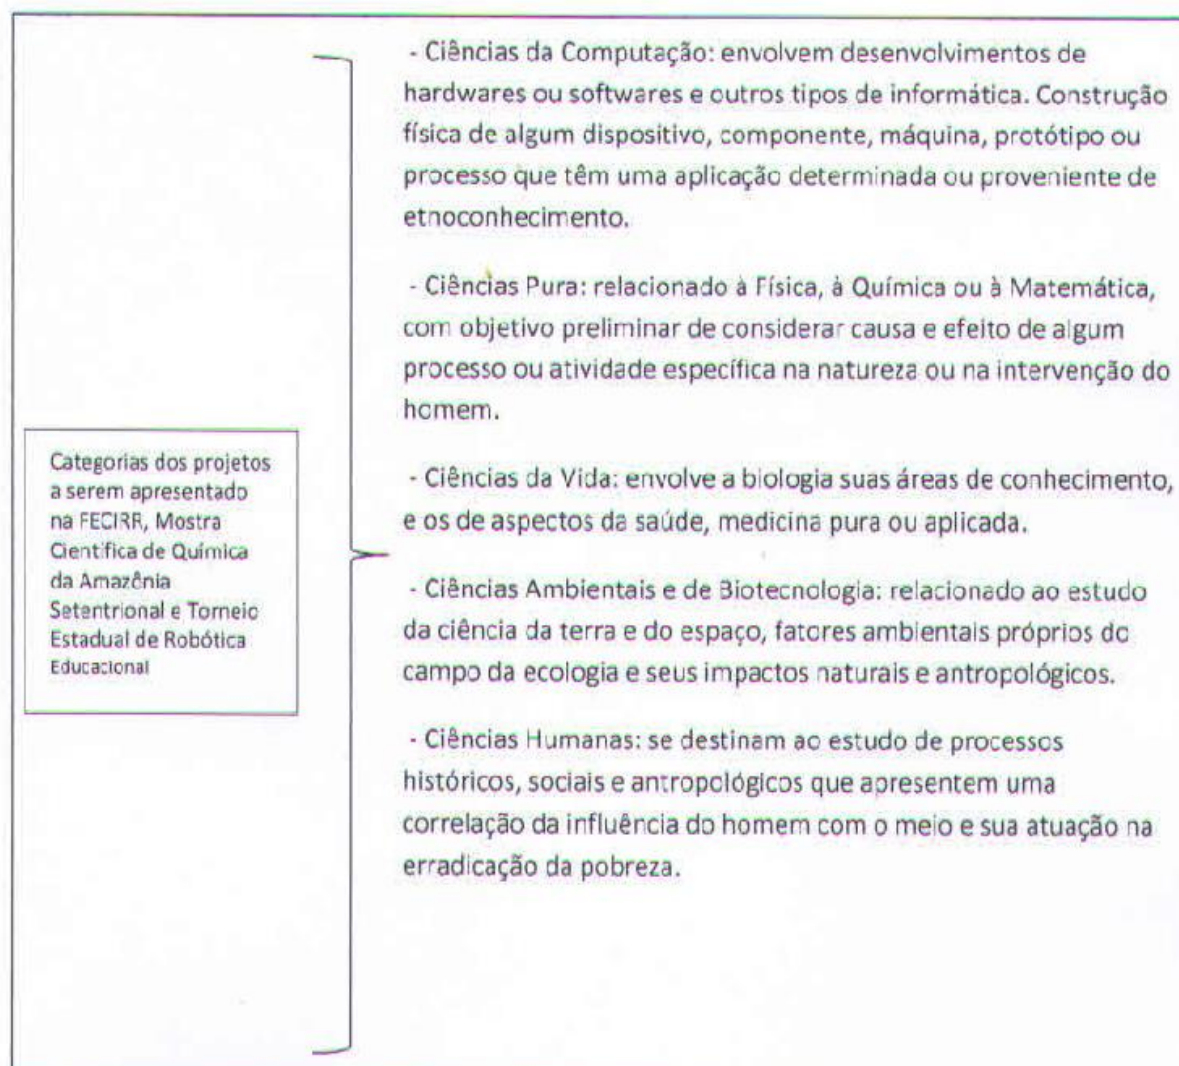 Categorias dos projetos
a serem apresentado
na FECIRR, Mostra
Científica de Química
da Amazônia
Setentrional e Torneio
Estadual de Robótica
Educacional
- Ciências da Computação: envolvem desenvolvimentos de
hardwares ou softwares e outros tipos de informática. Construção
física de algum dispositivo, componente, máquina, protótipo ou
processo que têm uma aplicação determinada ou proveniente de
etnoconhecimento.
- Ciências Pura: relacionado à Física, à Química ou à Matemática,
com objetivo preliminar de considerar causa e efeito de algum
processo ou atividade específica na natureza ou na intervenção do
homem.
- Ciências da Vida: envolve a biologia suas áreas de conhecimento,
e os de aspectos da saúde, medicina pura ou aplicada.
- Ciências Ambientais e de Biotecnologia: relacionado ao estudo
da ciência da terra e do espaço, fatores ambientais próprios do
campo da ecologia e seus impactos naturais e antropológicos.
- Ciências Humanas: se destinam ao estudo de processos
históricos, sociais e antropológicos que apresentem uma
correlação da influência do homem com o meio e sua atuação na
erradicação da pobreza.